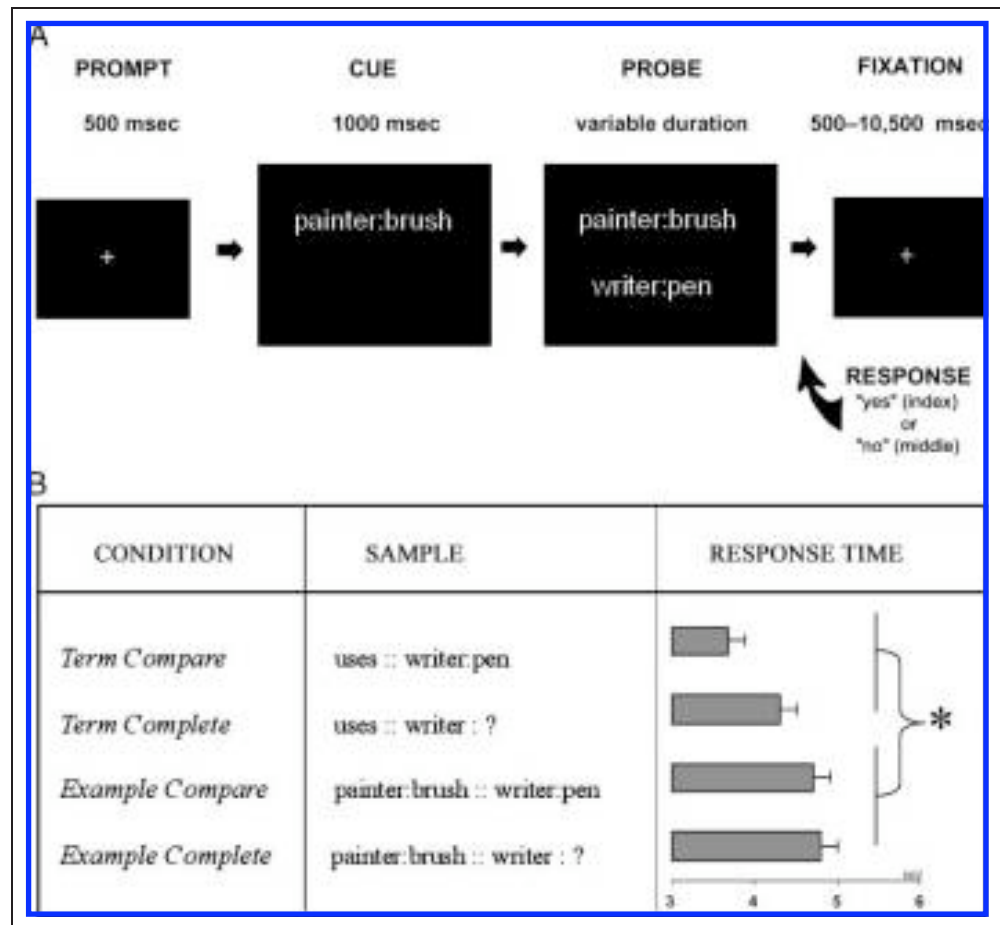 A
PROMPT CUE PROBE FIXATION
500 msec 1000 msec variable duration 500–10,500 msec
+ painter:brush painter:brush +
writer:pen
RESPONSE
"yes" (index)
or
"no" (middle)
B
CONDITION SAMPLE RESPONSE TIME
Term Compare uses :: writer:pen
Term Complete uses :: writer : ? *
Example Compare painter:brush :: writer:pen
Example Complete painter:brush :: writer : ?
3 4 5 6